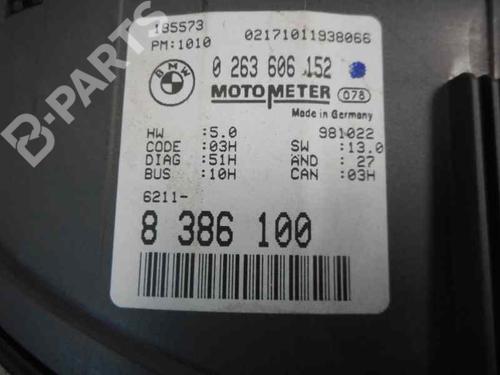 185573
PM:1010 02171011938066
BMW 0 263 606 152
MOTOMETER 078
Made in Germany
HW :5.0 981022
CODE :03H SW :13.0
DIAG :51H AND : 27
BUS :10H CAN :03H
6211-
8 386 100
B-PARTS